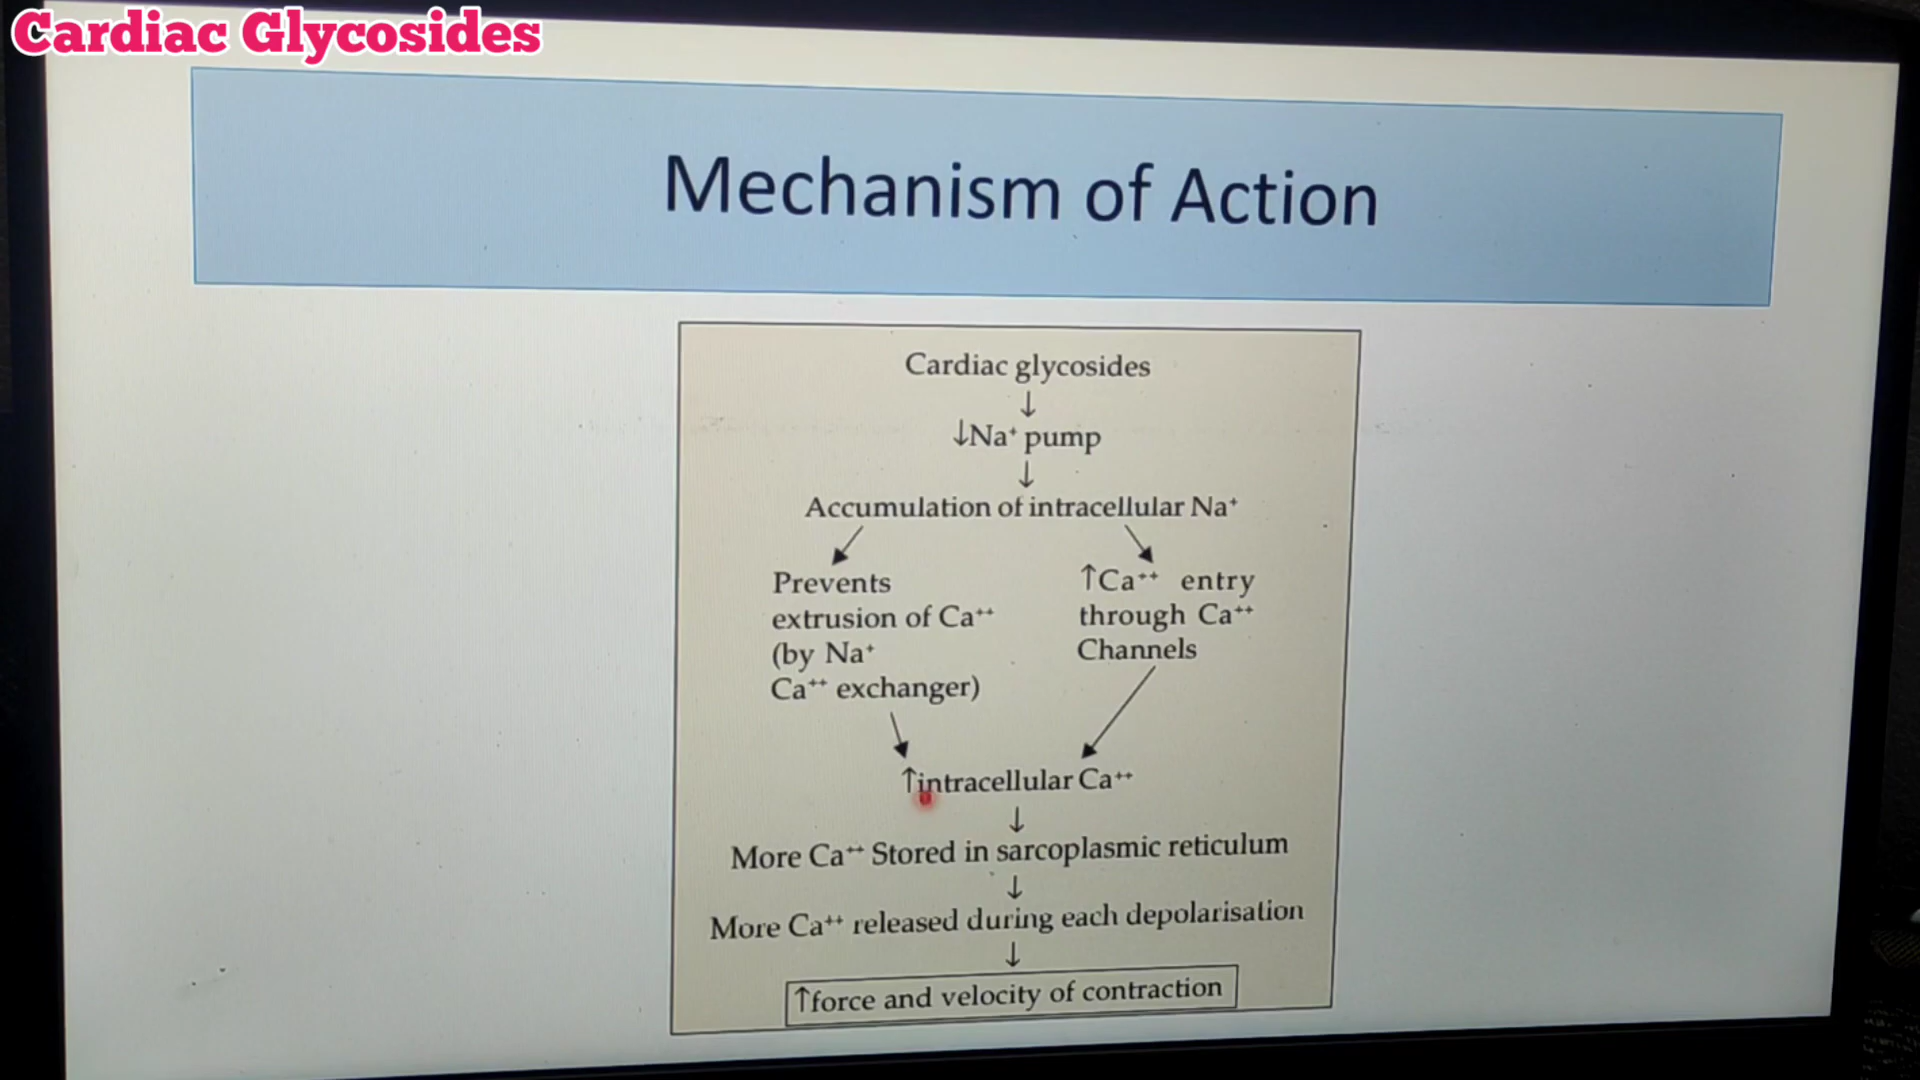 Cardiac Glycosides
Mechanism of Action
Cardiac glycosides
↓
↓Na⁺ pump
↓
Accumulation of intracellular Na⁺
Prevents
extrusion of Ca⁺⁺
(by Na⁺
Ca⁺⁺ exchanger)
↑Ca⁺⁺ entry
through Ca⁺⁺
Channels
↑intracellular Ca⁺⁺
↓
More Ca⁺⁺ Stored in sarcoplasmic reticulum
↓
More Ca⁺⁺ released during each depolarisation
↓
↑force and velocity of contraction